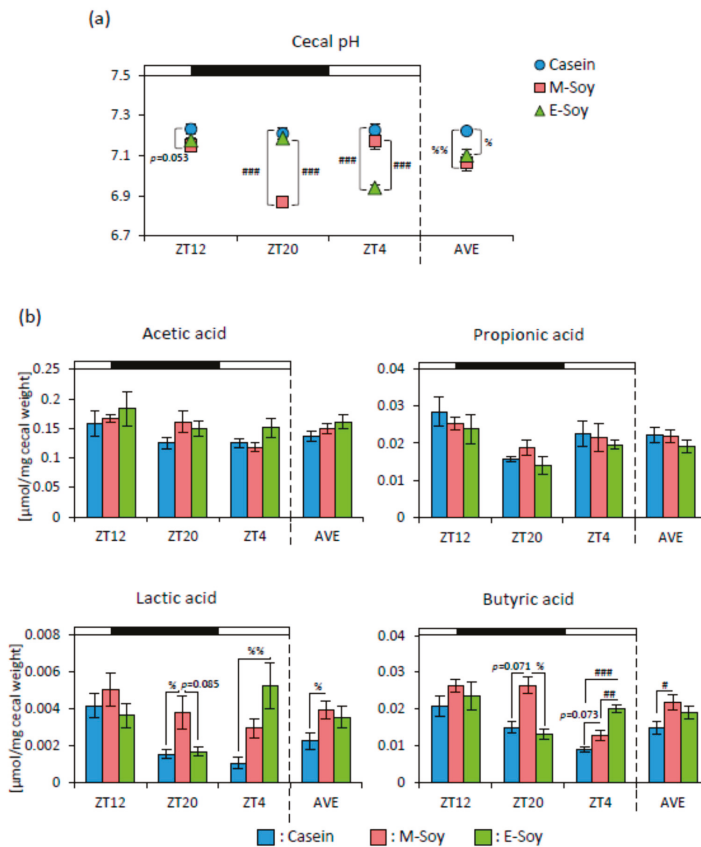 (a)
Cecal pH
7.5
7.3
7.1
6.9
6.7
p=0.053
###
###
###
###
%%
%
ZT12 ZT20 ZT4 AVE
Casein
M-Soy
E-Soy
(b)
Acetic acid
[µmol/mg cecal weight]
0.25
0.2
0.15
0.1
0.05
0
ZT12 ZT20 ZT4 AVE
Propionic acid
0.04
0.03
0.02
0.01
0
ZT12 ZT20 ZT4 AVE
Lactic acid
[µmol/mg cecal weight]
0.008
0.006
0.004
0.002
0
% p=0.085
%%
%
ZT12 ZT20 ZT4 AVE
Butyric acid
0.04
0.03
0.02
0.01
0
p=0.071 %
###
##
p=0.073
#
ZT12 ZT20 ZT4 AVE
: Casein : M-Soy : E-Soy